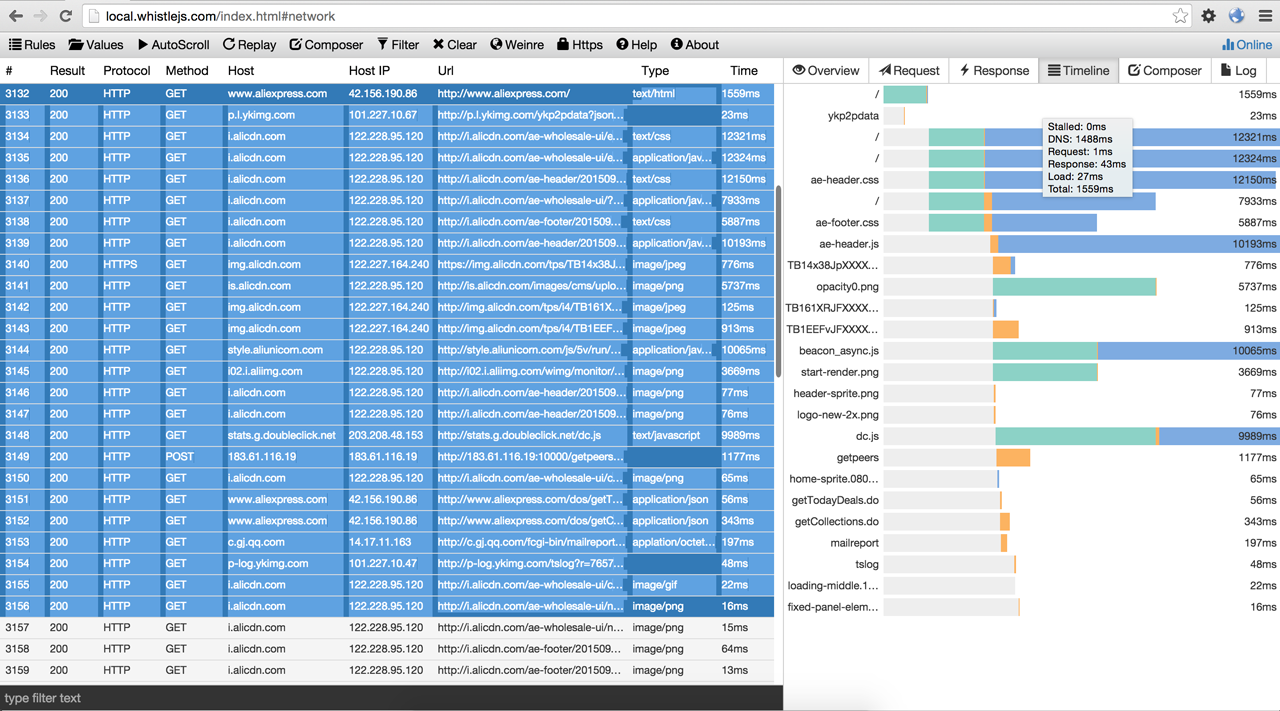 local.whistlejs.com/index.html#network
Rules Values AutoScroll Replay Composer Filter Clear Weinre Https Help About Online
# Result Protocol Method Host Host IP Url Type Time
3132 200 HTTP GET www.aliexpress.com 42.156.190.86 http://www.aliexpress.com/ text/html 1559ms
3133 200 HTTP GET p.l.ykimg.com 101.227.10.67 http://p.l.ykimg.com/ykp2pdata?json... 23ms
3134 200 HTTP GET i.alicdn.com 122.228.95.120 http://i.alicdn.com/ae-wholesale-ui/e... text/css 12321ms
3135 200 HTTP GET i.alicdn.com 122.228.95.120 http://i.alicdn.com/ae-wholesale-ui/e... application/jav... 12324ms
3136 200 HTTP GET i.alicdn.com 122.228.95.120 http://i.alicdn.com/ae-header/201509... text/css 12150ms
3137 200 HTTP GET i.alicdn.com 122.228.95.120 http://i.alicdn.com/ae-wholesale-ui/?... application/jav... 7933ms
3138 200 HTTP GET i.alicdn.com 122.228.95.120 http://i.alicdn.com/ae-footer/201509... text/css 5887ms
3139 200 HTTP GET i.alicdn.com 122.228.95.120 http://i.alicdn.com/ae-header/201509... application/jav... 10193ms
3140 200 HTTPS GET img.alicdn.com 122.227.164.240 https://img.alicdn.com/tps/TB14x38J... image/jpeg 776ms
3141 200 HTTP GET is.alicdn.com 122.228.95.120 http://is.alicdn.com/images/cms/uplo... image/png 5737ms
3142 200 HTTP GET img.alicdn.com 122.227.164.240 http://img.alicdn.com/tps/i4/TB161X... image/jpeg 125ms
3143 200 HTTP GET img.alicdn.com 122.227.164.240 http://img.alicdn.com/tps/i4/TB1EEF... image/jpeg 913ms
3144 200 HTTP GET style.aliunicorn.com 122.228.95.120 http://style.aliunicorn.com/js/5v/run/... application/jav... 10065ms
3145 200 HTTP GET i02.i.aliimg.com 122.228.95.120 http://i02.i.aliimg.com/wimg/monitor/... image/png 3669ms
3146 200 HTTP GET i.alicdn.com 122.228.95.120 http://i.alicdn.com/ae-header/201509... image/png 77ms
3147 200 HTTP GET i.alicdn.com 122.228.95.120 http://i.alicdn.com/ae-header/201509... image/png 76ms
3148 200 HTTP GET stats.g.doubleclick.net 203.208.48.153 http://stats.g.doubleclick.net/dc.js text/javascript 9989ms
3149 200 HTTP POST 183.61.116.19 183.61.116.19 http://183.61.116.19:10000/getpeers 1177ms
3150 200 HTTP GET i.alicdn.com 122.228.95.120 http://i.alicdn.com/ae-wholesale-ui/c... image/png 65ms
3151 200 HTTP GET www.aliexpress.com 42.156.190.86 http://www.aliexpress.com/dos/getT... application/json 56ms
3152 200 HTTP GET www.aliexpress.com 42.156.190.86 http://www.aliexpress.com/dos/getC... application/json 343ms
3153 200 HTTP GET c.gj.qq.com 14.17.11.163 http://c.gj.qq.com/fcgi-bin/mailreport... applation/octet... 197ms
3154 200 HTTP GET p-log.ykimg.com 101.227.10.47 http://p-log.ykimg.com/tslog?r=7657... 48ms
3155 200 HTTP GET i.alicdn.com 122.228.95.120 http://i.alicdn.com/ae-wholesale-ui/c... image/gif 22ms
3156 200 HTTP GET i.alicdn.com 122.228.95.120 http://i.alicdn.com/ae-wholesale-ui/n... image/png 16ms
3157 200 HTTP GET i.alicdn.com 122.228.95.120 http://i.alicdn.com/ae-wholesale-ui/n... image/png 15ms
3158 200 HTTP GET i.alicdn.com 122.228.95.120 http://i.alicdn.com/ae-footer/201509... image/png 64ms
3159 200 HTTP GET i.alicdn.com 122.228.95.120 http://i.alicdn.com/ae-footer/201509... image/png 13ms
type filter text
Overview Request Response Timeline Composer Log
/ 1559ms
ykp2pdata 23ms
/ 12321ms
/ 12324ms
ae-header.css 12150ms
/ 7933ms
ae-footer.css 5887ms
ae-header.js 10193ms
TB14x38JpXXXX... 776ms
opacity0.png 5737ms
TB161XRJFXXXX... 125ms
TB1EEFvJFXXXX... 913ms
beacon_async.js 10065ms
start-render.png 3669ms
header-sprite.png 77ms
logo-new-2x.png 76ms
dc.js 9989ms
getpeers 1177ms
home-sprite.080... 65ms
getTodayDeals.do 56ms
getCollections.do 343ms
mailreport 197ms
tslog 48ms
loading-middle.1... 22ms
fixed-panel-elem... 16ms
Stalled: 0ms
DNS: 1488ms
Request: 1ms
Response: 43ms
Load: 27ms
Total: 1559ms